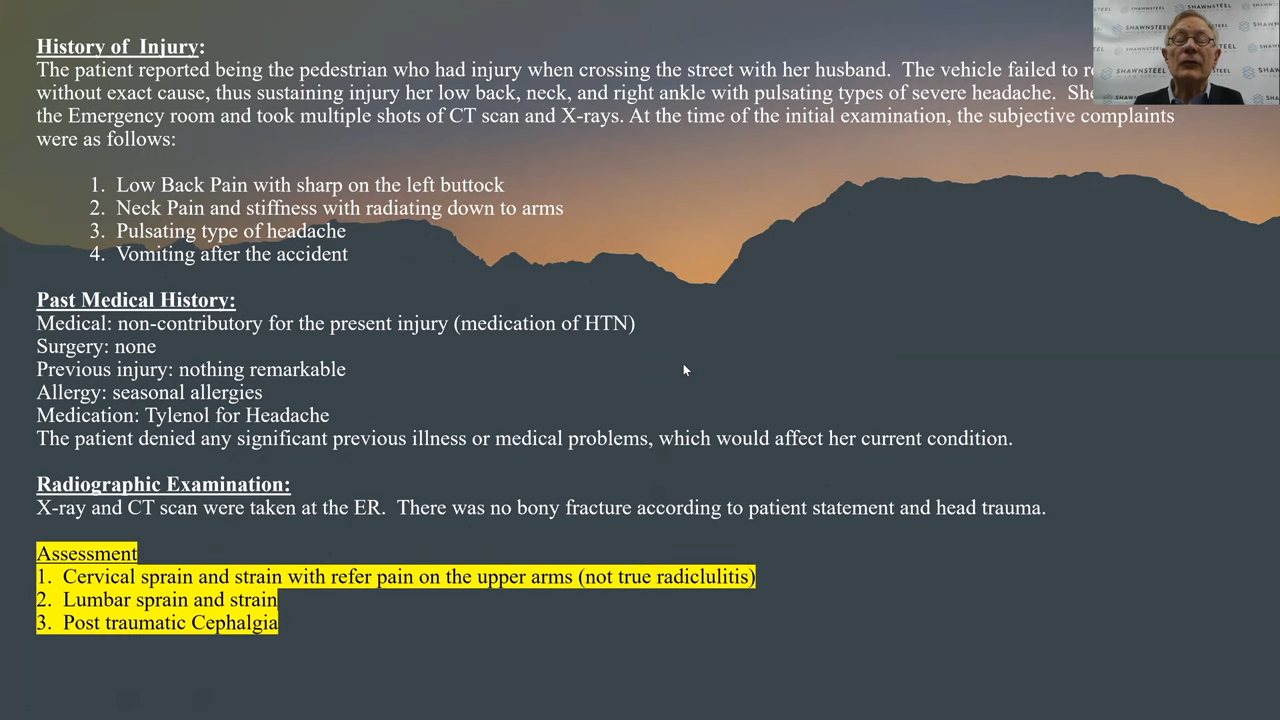 History of Injury:
The patient reported being the pedestrian who had injury when crossing the street with her husband. The vehicle failed to
without exact cause, thus sustaining injury her low back, neck, and right ankle with pulsating types of severe headache.
the Emergency room and took multiple shots of CT scan and X-rays. At the time of the initial examination, the subjective complaints
were as follows:
1. Low Back Pain with sharp on the left buttock
2. Neck Pain and stiffness with radiating down to arms
3. Pulsating type of headache
4. Vomiting after the accident
Past Medical History:
Medical: non-contributory for the present injury (medication of HTN)
Surgery: none
Previous injury: nothing remarkable
Allergy: seasonal allergies
Medication: Tylenol for Headache
The patient denied any significant previous illness or medical problems, which would affect her current condition.
Radiographic Examination:
X-ray and CT scan were taken at the ER. There was no bony fracture according to patient statement and head trauma.
Assessment
1. Cervical sprain and strain with refer pain on the upper arms (not true radiclulitis)
2. Lumbar sprain and strain
3. Post traumatic Cephalgia
SHAWNSTEEL